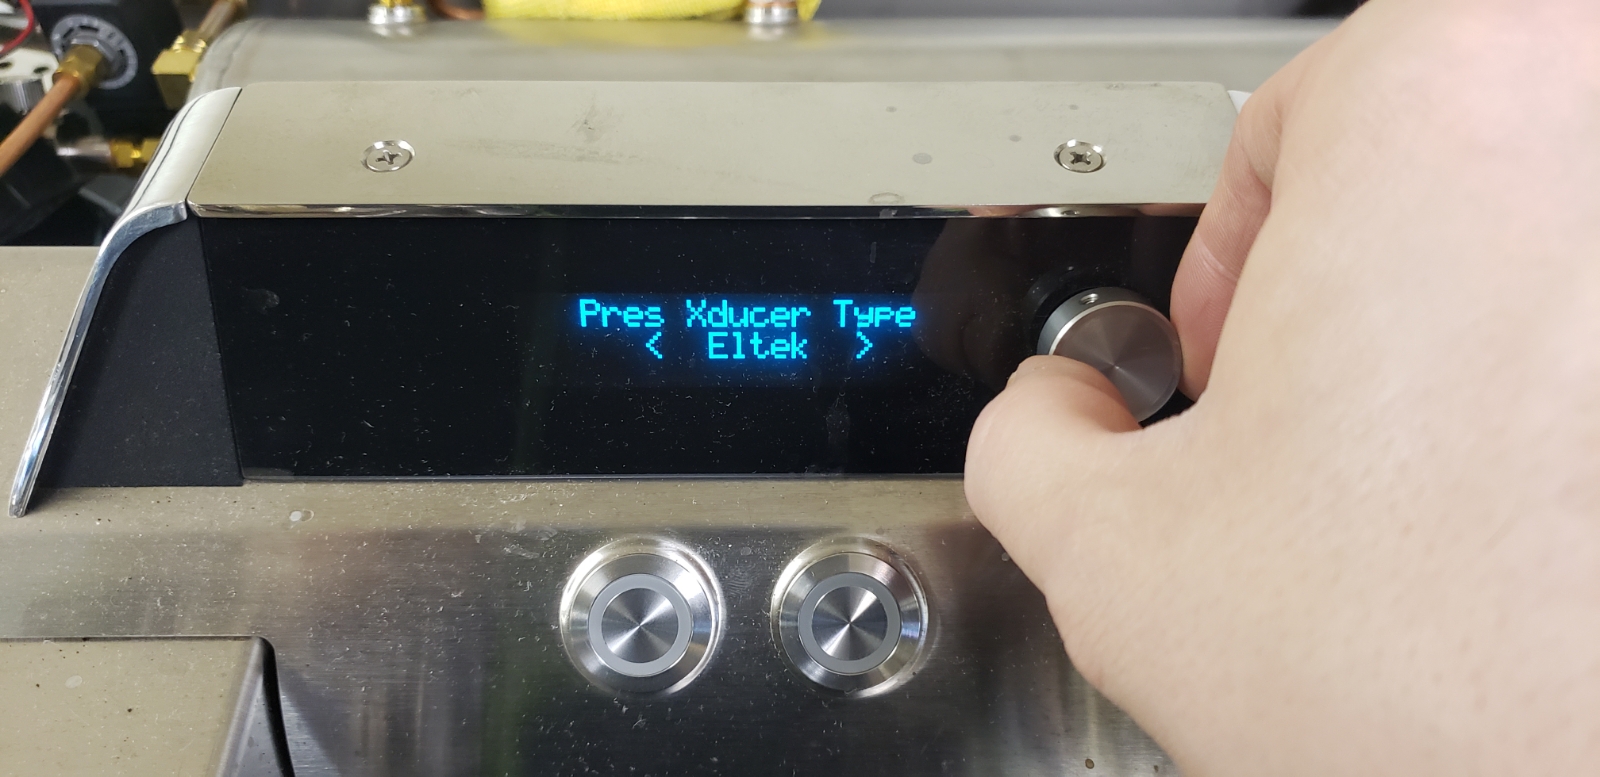 Pres Xducer Type
< Eltek >